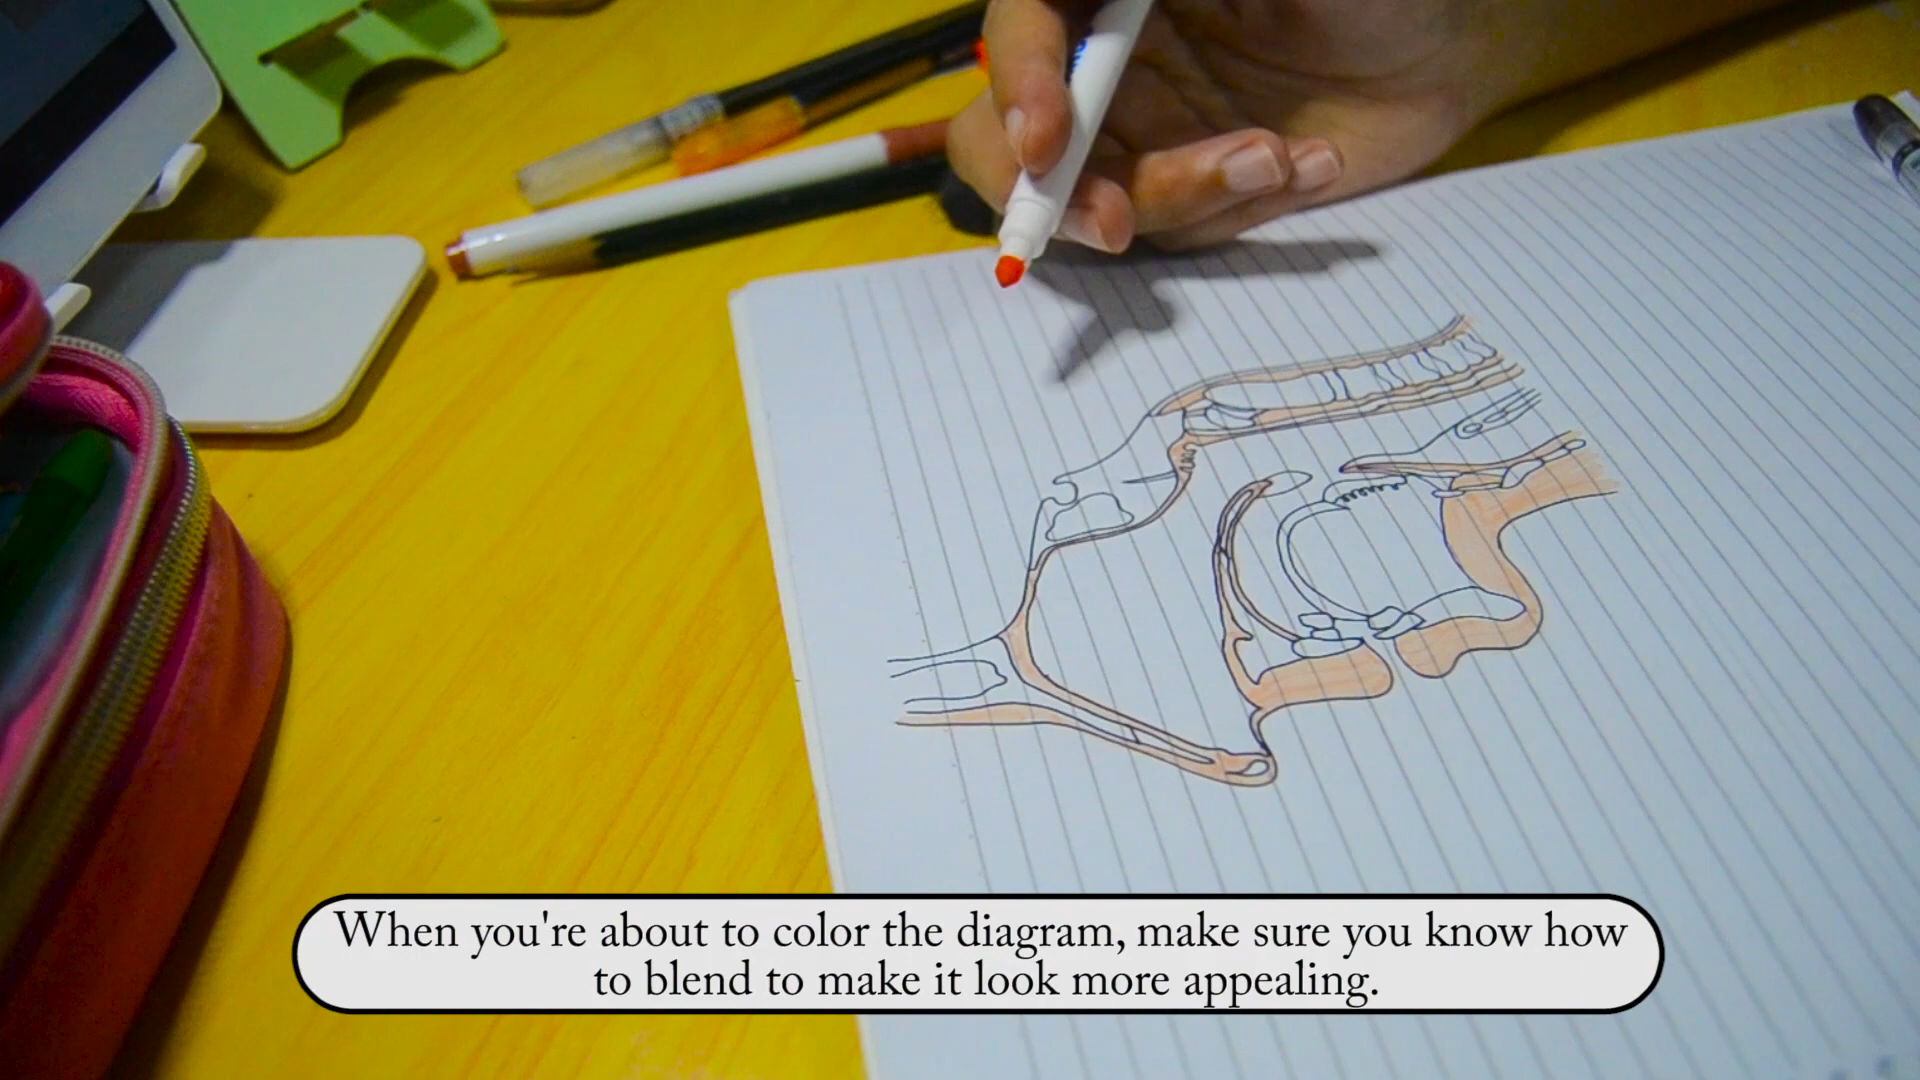 When you're about to color the diagram, make sure you know how
to blend to make it look more appealing.